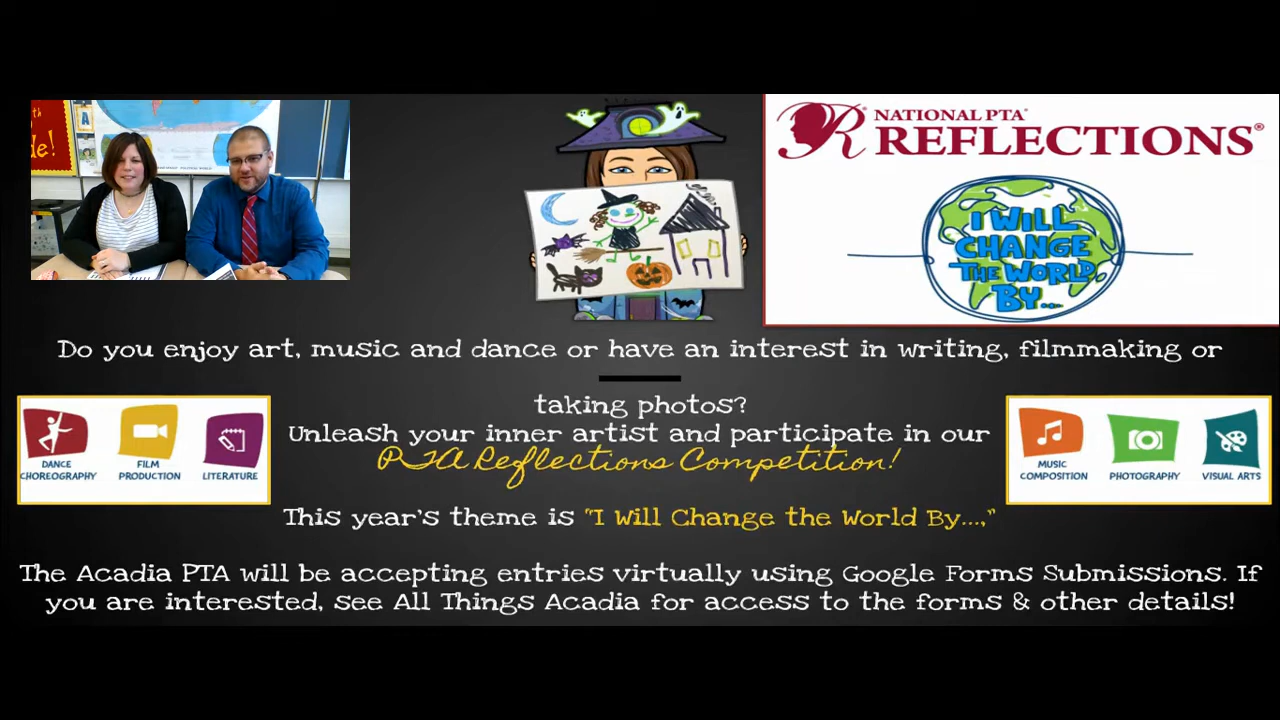 th
de!
A
NATIONAL PTA®
REFLECTIONS®
I WILL
CHANGE
THE WORLD
BY...
Do you enjoy art, music and dance or have an interest in writing, filmmaking or
taking photos?
Unleash your inner artist and participate in our
PTA Reflections Competition!
This year's theme is "I Will Change the World By...,"
The Acadia PTA will be accepting entries virtually using Google Forms Submissions. If
you are interested, see All Things Acadia for access to the forms & other details!
DANCE
CHOREOGRAPHY
FILM
PRODUCTION
LITERATURE
MUSIC
COMPOSITION
PHOTOGRAPHY
VISUAL ARTS